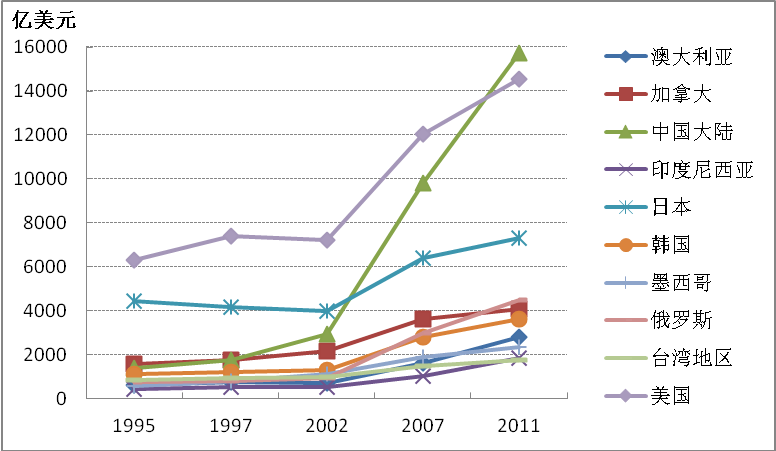 亿美元
16000
14000
12000
10000
8000
6000
4000
2000
0
1995 1997 2002 2007 2011
澳大利亚
加拿大
中国大陆
印度尼西亚
日本
韩国
墨西哥
俄罗斯
台湾地区
美国